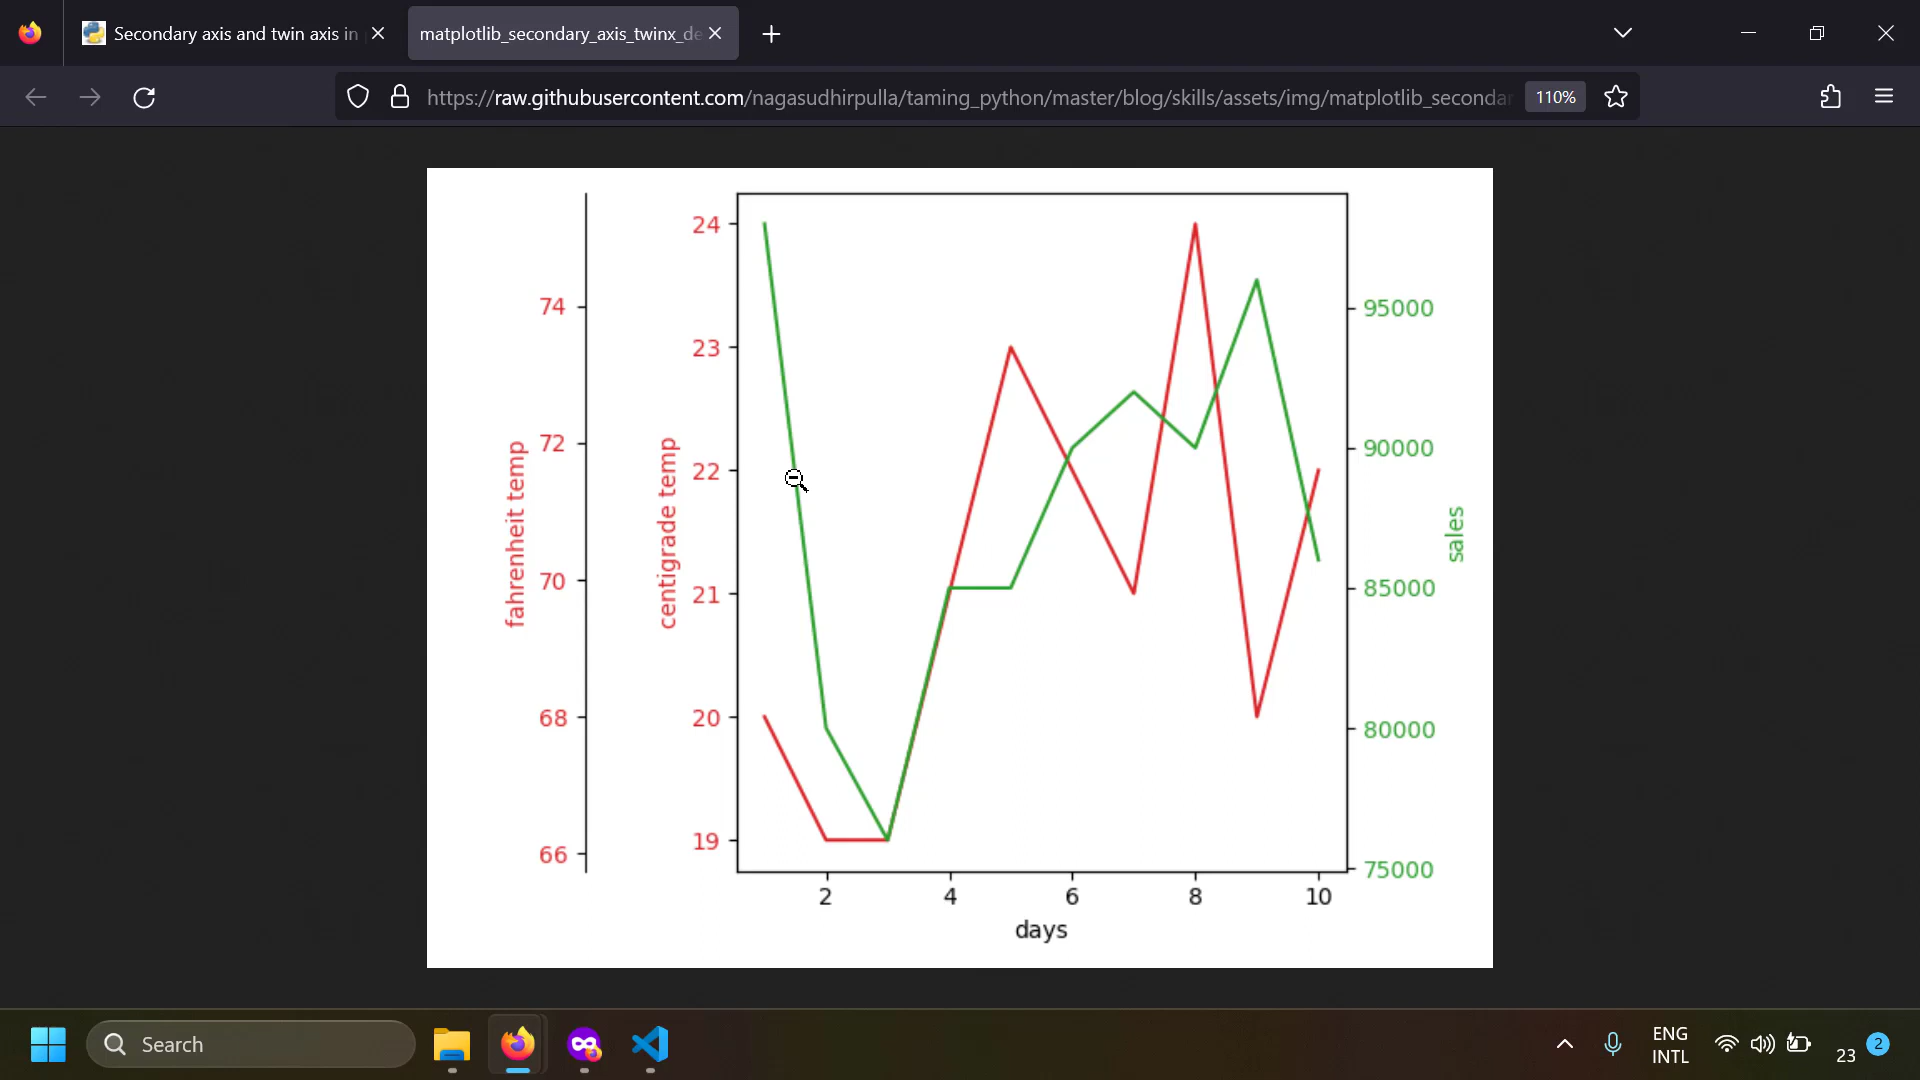 Secondary axis and twin axis in
matplotlib_secondary_axis_twinx_de
https://raw.githubusercontent.com/nagasudhirpulla/taming_python/master/blog/skills/assets/img/matplotlib_secondar
110%
fahrenheit temp
74
72
70
68
66
centigrade temp
24
23
22
21
20
19
95000
90000
85000
80000
75000
sales
2 4 6 8 10
days
Search
ENG
INTL
23
2